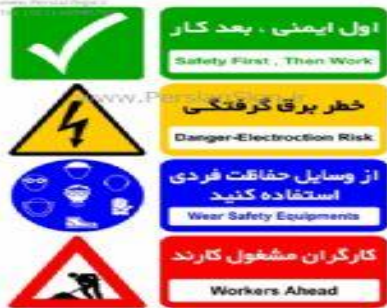 اول ایمنی ، بعد کار
Safety First , Then Work
خطر برق گرفتگی
Danger-Electroction Risk
از وسایل حفاظت فردی
استفاده کنید
Wear Safety Equipments
کارگران مشغول کارند
Workers Ahead